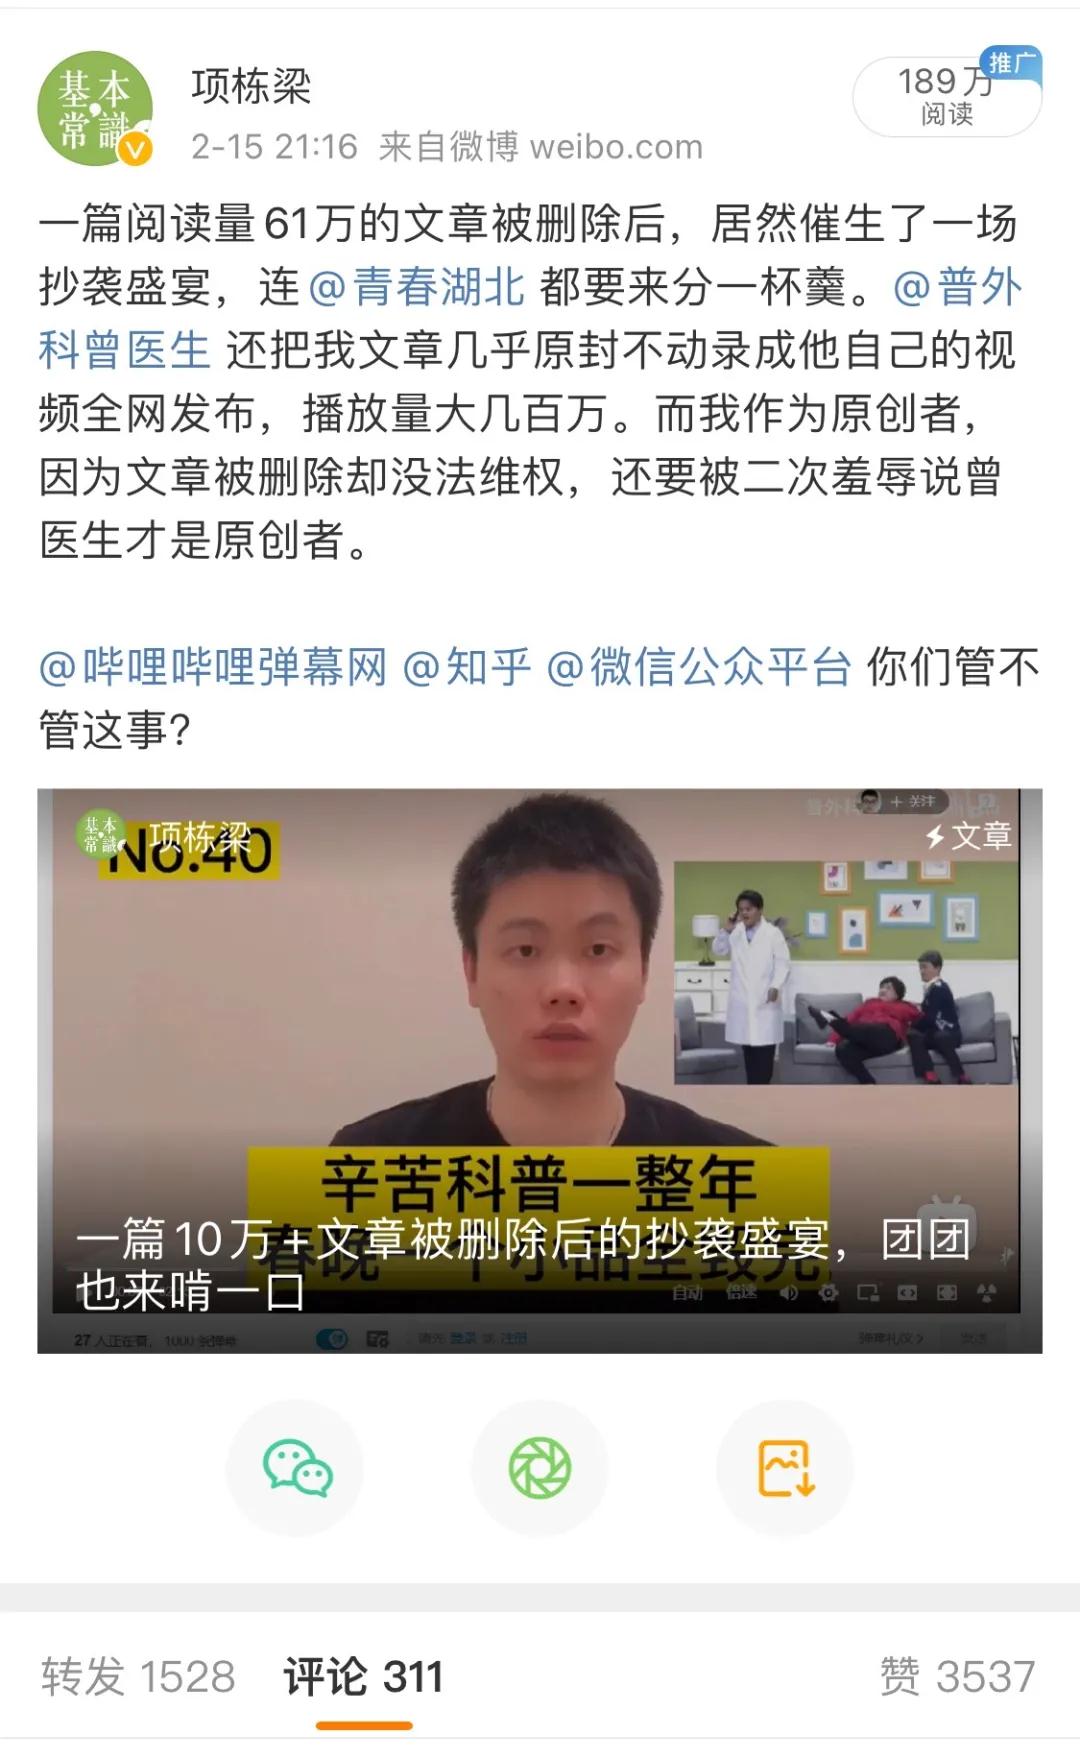 基本
常識
项栋梁
推广
189万
阅读
2-15 21:16 来自微博 weibo.com
一篇阅读量61万的文章被删除后，居然催生了一场
抄袭盛宴，连@青春湖北 都要来分一杯羹。@普外
科曾医生 还把我文章几乎原封不动录成他自己的视
频全网发布，播放量大几百万。而我作为原创者，
因为文章被删除却没法维权，还要被二次羞辱说曾
医生才是原创者。
@哔哩哔哩弹幕网 @知乎 @微信公众平台 你们管不
管这事？
基本
常識
项栋梁
No.40
普外科
+ 关注
文章
辛苦科普一整年
春晚一个小品全毁完
一篇10万+文章被删除后的抄袭盛宴，团团
也来啃一口
自动 倍速
27 人正在看， 1000 条弹幕
请先 登录 或 注册
弹幕礼仪 >
发送
转发 1528 评论 311 赞 3537